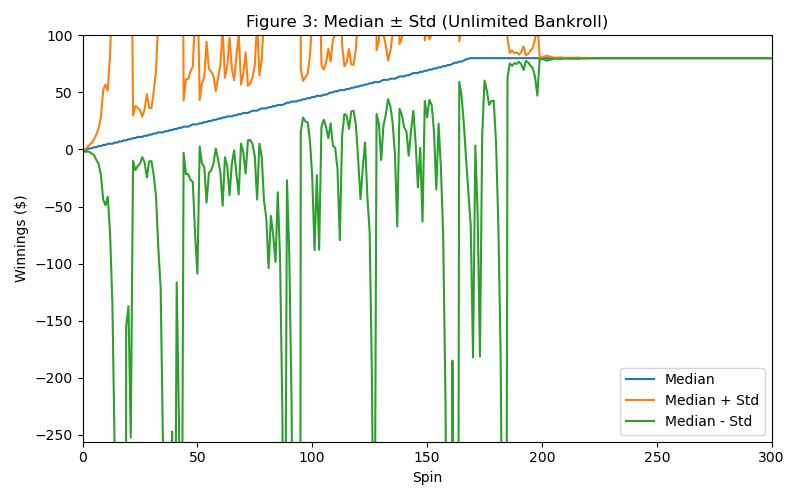 Figure 3: Median ± Std (Unlimited Bankroll)
100
50
0
−50
−100
−150
−200
−250
Winnings ($)
0 50 100 150 200 250 300
Spin
Median
Median + Std
Median - Std